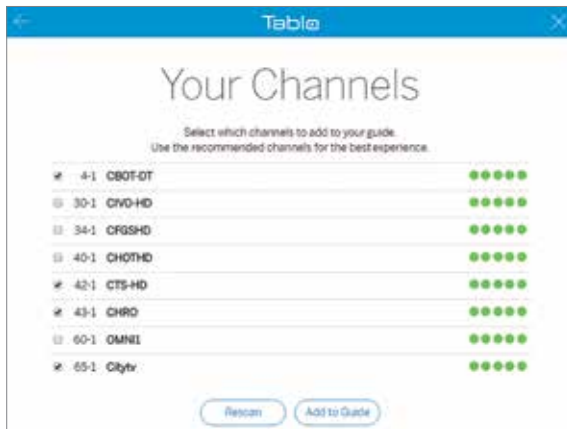 Tablo
Your Channels
Select which channels to add to your guide.
Use the recommended channels for the best experience.
4-1 CBOT-DT
30-1 CIVO-HD
34-1 CFGSHD
40-1 CHOTHD
42-1 CTS-HD
43-1 CHRO
60-1 OMNI1
65-1 Citytv
Rescan Add to Guide